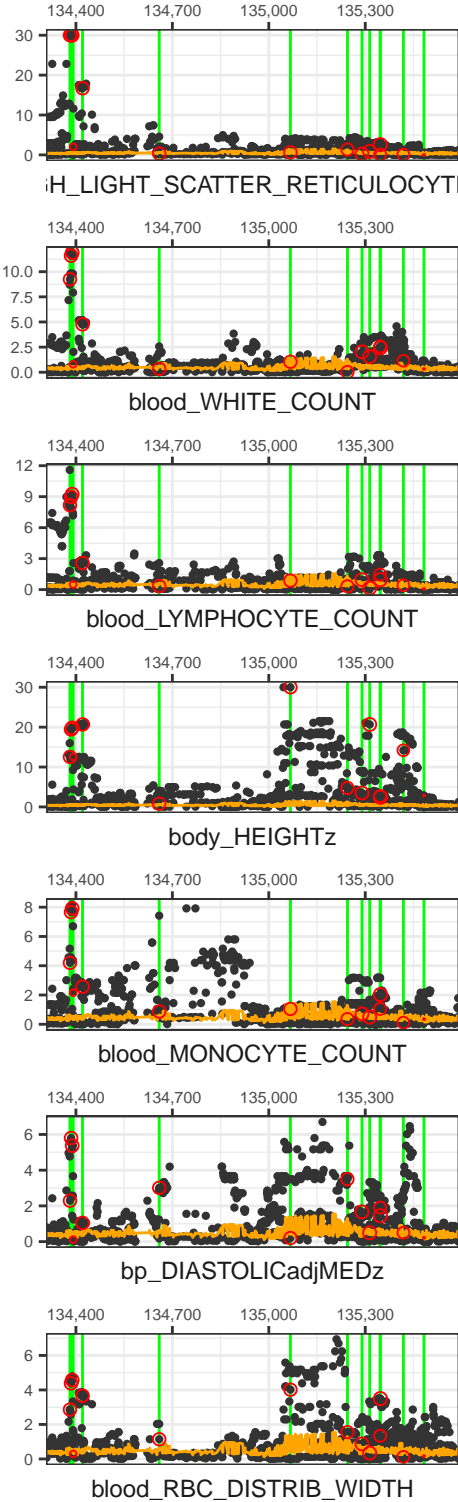 134,400 134,700 135,000 135,300
30
20
10
0
GH_LIGHT_SCATTER_RETICULOCYT
134,400 134,700 135,000 135,300
10.0
7.5
5.0
2.5
0.0
blood_WHITE_COUNT
134,400 134,700 135,000 135,300
12
9
6
3
0
blood_LYMPHOCYTE_COUNT
134,400 134,700 135,000 135,300
30
20
10
0
body_HEIGHTz
134,400 134,700 135,000 135,300
8
6
4
2
0
blood_MONOCYTE_COUNT
134,400 134,700 135,000 135,300
6
4
2
0
bp_DIASTOLICadjMEDz
134,400 134,700 135,000 135,300
6
4
2
0
blood_RBC_DISTRIB_WIDTH